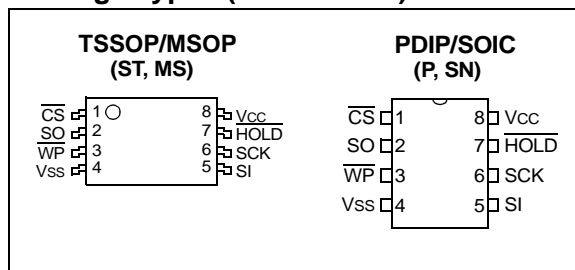 TSSOP/MSOP
(ST, MS)
CS 1 8 VCC
SO 2 7 HOLD
WP 3 6 SCK
VSS 4 5 SI
PDIP/SOIC
(P, SN)
CS 1 8 VCC
SO 2 7 HOLD
WP 3 6 SCK
VSS 4 5 SI